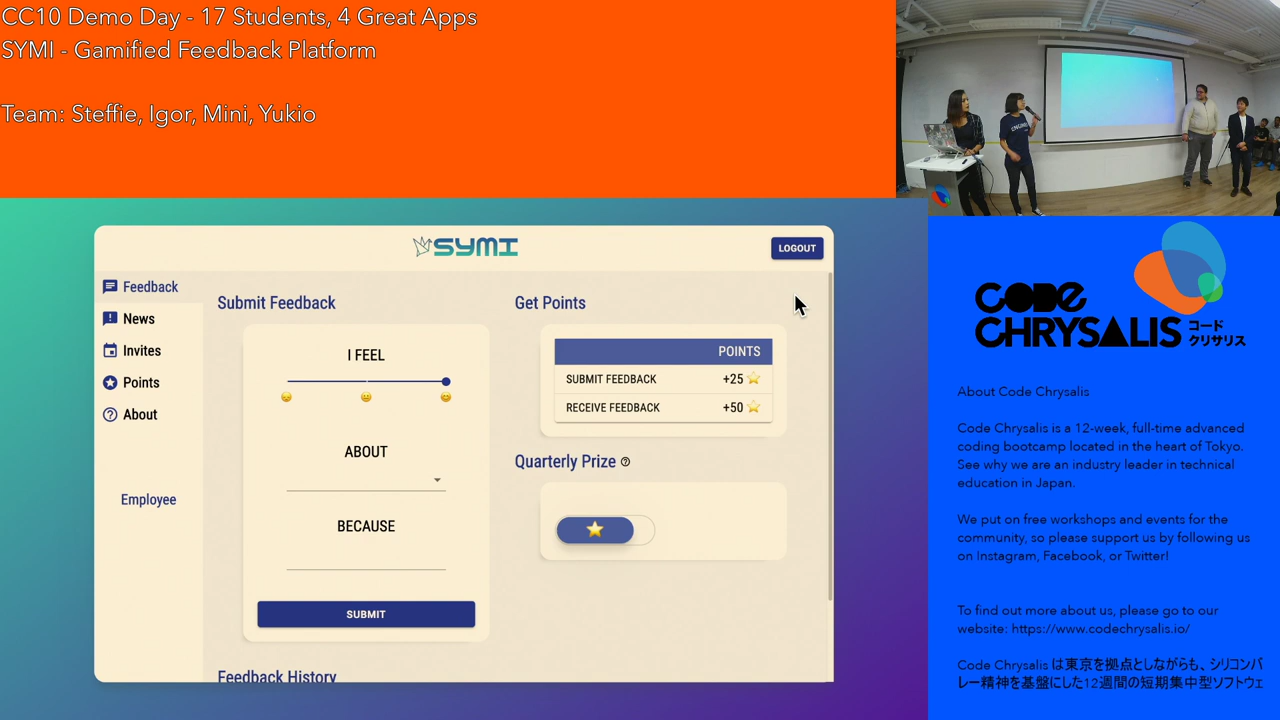 CC10 Demo Day - 17 Students, 4 Great Apps
SYMI - Gamified Feedback Platform
Team: Steffie, Igor, Mini, Yukio
SYMI
LOGOUT
Feedback
News
Invites
Points
About
Employee
Submit Feedback
I FEEL
ABOUT
BECAUSE
SUBMIT
Feedback History
Get Points
POINTS
SUBMIT FEEDBACK +25
RECEIVE FEEDBACK +50
Quarterly Prize
CODE
CHRYSALIS
コード
クリサリス
About Code Chrysalis
Code Chrysalis is a 12-week, full-time advanced
coding bootcamp located in the heart of Tokyo.
See why we are an industry leader in technical
education in Japan.
We put on free workshops and events for the
community, so please support us by following us
on Instagram, Facebook, or Twitter!
To find out more about us, please go to our
website: https://www.codechrysalis.io/
Code Chrysalis は東京を拠点としながらも、シリコンバ
レー精神を基盤にした12週間の短期集中型ソフトウェ